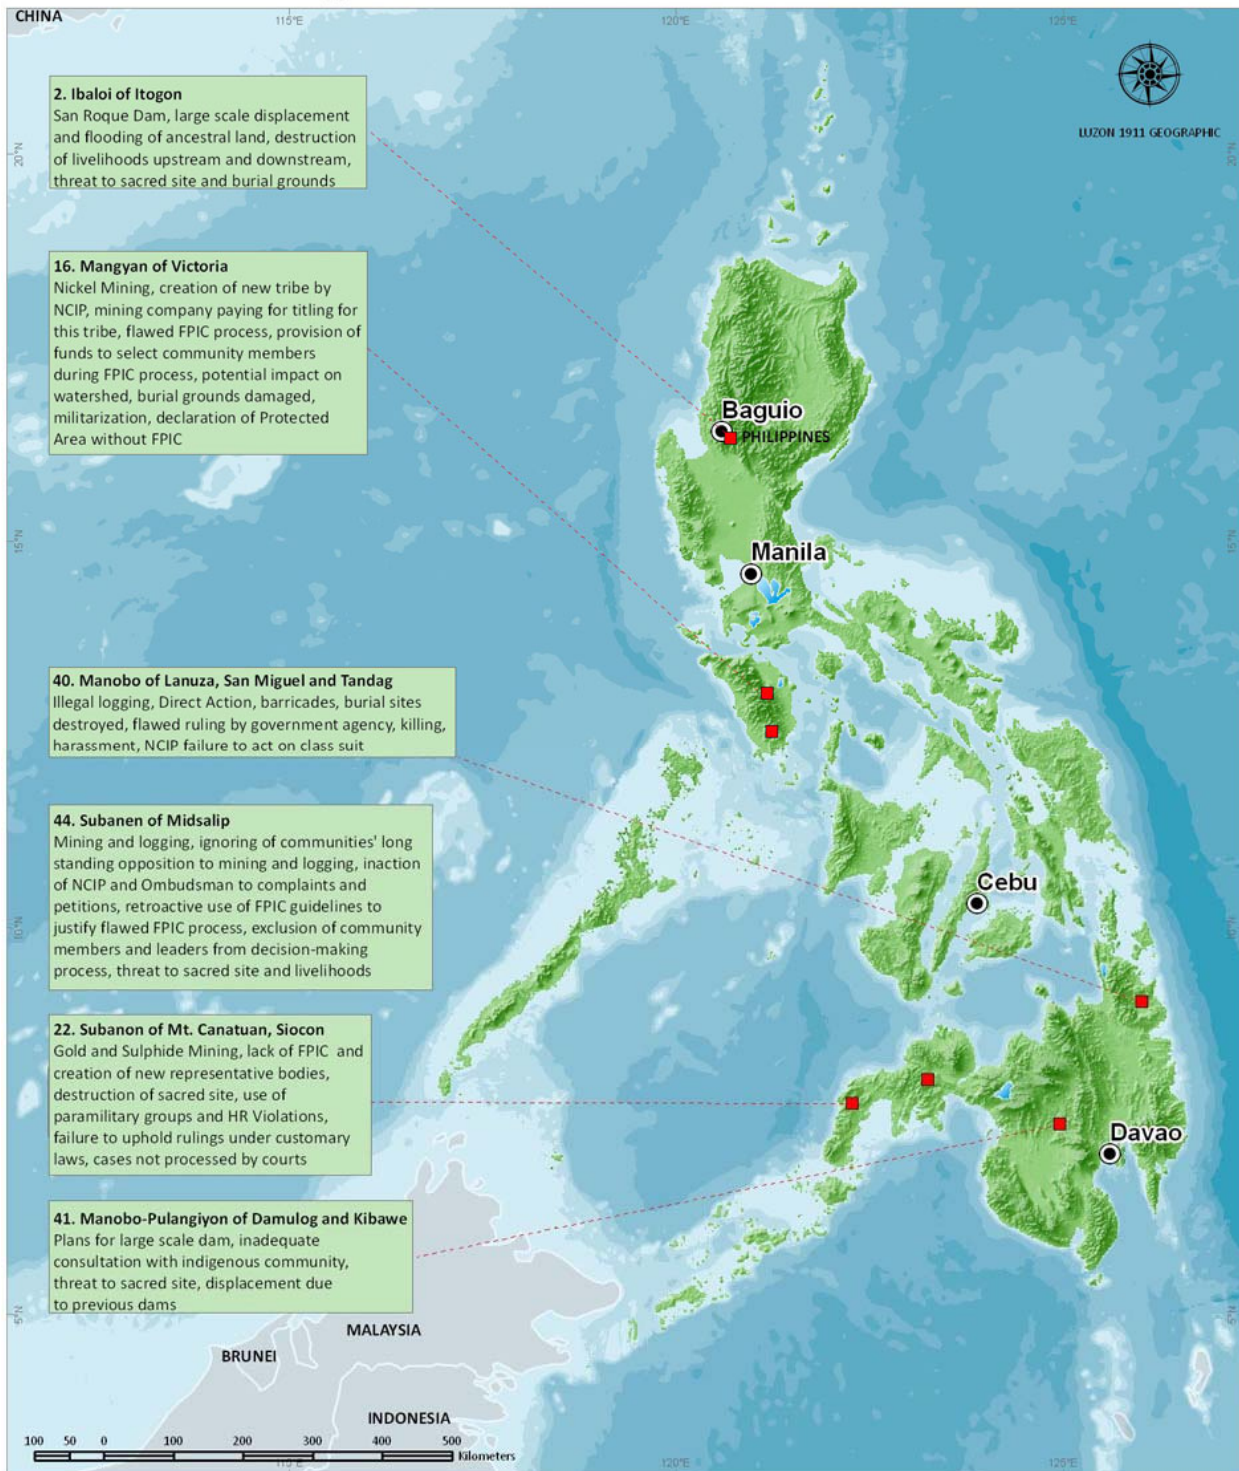 CHINA
115°E
120°E
125°E
LUZON 1911 GEOGRAPHIC
20°N
20°N
2. Ibaloi of Itogon
San Roque Dam, large scale displacement
and flooding of ancestral land, destruction
of livelihoods upstream and downstream,
threat to sacred site and burial grounds
16. Mangyan of Victoria
Nickel Mining, creation of new tribe by
NCIP, mining company paying for titling for
this tribe, flawed FPIC process, provision of
funds to select community members
during FPIC process, potential impact on
watershed, burial grounds damaged,
militarization, declaration of Protected
Area without FPIC
Baguio
PHILIPPINES
15°N
15°N
Manila
40. Manobo of Lanuza, San Miguel and Tandag
Illegal logging, Direct Action, barricades, burial sites
destroyed, flawed ruling by government agency, killing,
harassment, NCIP failure to act on class suit
44. Subanen of Midsalip
Mining and logging, ignoring of communities' long
standing opposition to mining and logging, inaction
of NCIP and Ombudsman to complaints and
petitions, retroactive use of FPIC guidelines to
justify flawed FPIC process, exclusion of community
members and leaders from decision-making
process, threat to sacred site and livelihoods
Cebu
10°N
10°N
22. Subanon of Mt. Canatuan, Siocon
Gold and Sulphide Mining, lack of FPIC and
creation of new representative bodies,
destruction of sacred site, use of
paramilitary groups and HR Violations,
failure to uphold rulings under customary
laws, cases not processed by courts
Davao
41. Manobo-Pulangiyon of Damulog and Kibawe
Plans for large scale dam, inadequate
consultation with indigenous community,
threat to sacred site, displacement due
to previous dams
5°N
5°N
MALAYSIA
BRUNEI
INDONESIA
100 50 0 100 200 300 400 500
Kilometers
115°E
120°E
125°E